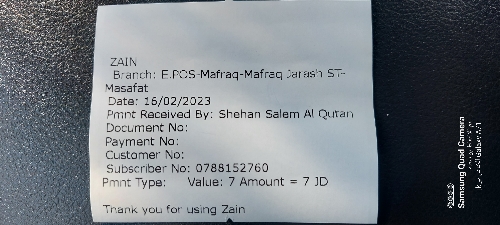 ZAIN
Branch: E.POS-Mafraq-Mafraq Jarash ST-
Masafat
Date: 16/02/2023
Pmnt Received By: Shehan Salem Al Qutan
Document No:
Payment No:
Customer No:
Subscriber No: 0788152760
Pmnt Type: Value: 7 Amount = 7 JD
Thank you for using Zain
Samsung Quad Camera